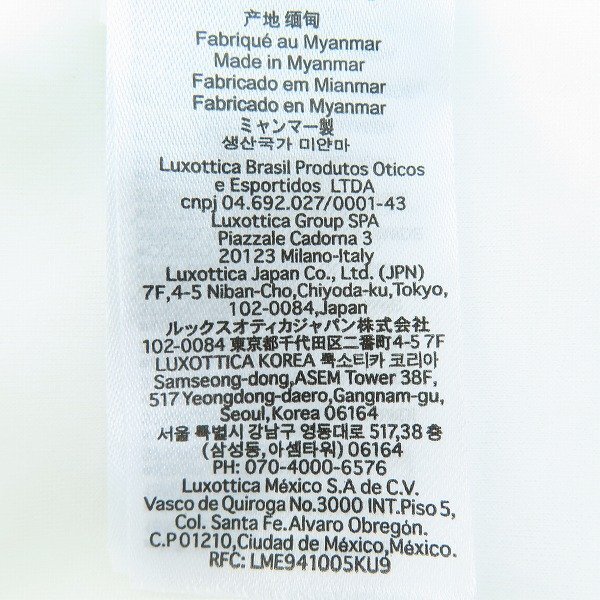 产地 缅甸
Fabriqué au Myanmar
Made in Myanmar
Fabricado em Mianmar
Fabricado en Myanmar
ミャンマー製
생산국가 미얀마
Luxottica Brasil Produtos Oticos
e Esportidos LTDA
cnpj 04.692.027/0001-43
Luxottica Group SPA
Piazzale Cadorna 3
20123 Milano-Italy
Luxottica Japan Co., Ltd. (JPN)
7F,4-5 Niban-Cho,Chiyoda-ku,Tokyo,
102-0084,Japan
ルックスオティカジャパン株式会社
102-0084 東京都千代田区二番町4-5 7F
LUXOTTICA KOREA 룩소티카 코리아
Samseong-dong,ASEM Tower 38F,
517 Yeongdong-daero,Gangnam-gu,
Seoul,Korea 06164
서울 특별시 강남구 영동대로 517,38 층
(삼성동,아셈타워) 06164
PH: 070-4000-6576
Luxottica México S.A de C.V.
Vasco de Quiroga No.3000 INT.Piso 5,
Col. Santa Fe.Alvaro Obregón.
C.P 01210,Ciudad de México,México.
RFC: LME941005KU9